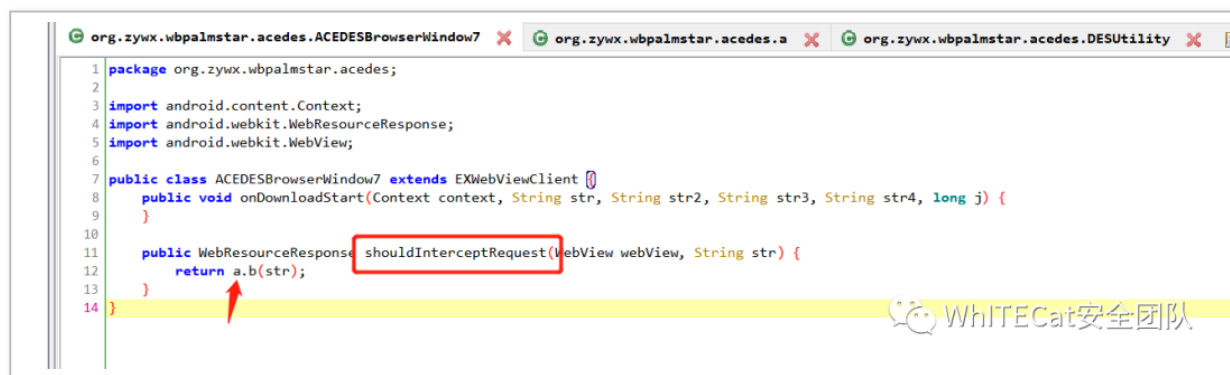 org.zywx.wbpalmstar.acedes.ACEDESBrowserWindow7 org.zywx.wbpalmstar.acedes.a org.zywx.wbpalmstar.acedes.DESUtility
1 package org.zywx.wbpalmstar.acedes;
2
3 import android.content.Context;
4 import android.webkit.WebResourceResponse;
5 import android.webkit.WebView;
6
7 public class ACEDESBrowserWindow7 extends EXWebViewClient {
8 public void onDownloadStart(Context context, String str, String str2, String str3, String str4, long j) {
9 }
10
11 public WebResourceResponse shouldInterceptRequest(WebView webView, String str) {
12 return a.b(str);
13 }
14 }
WhITECat安全团队